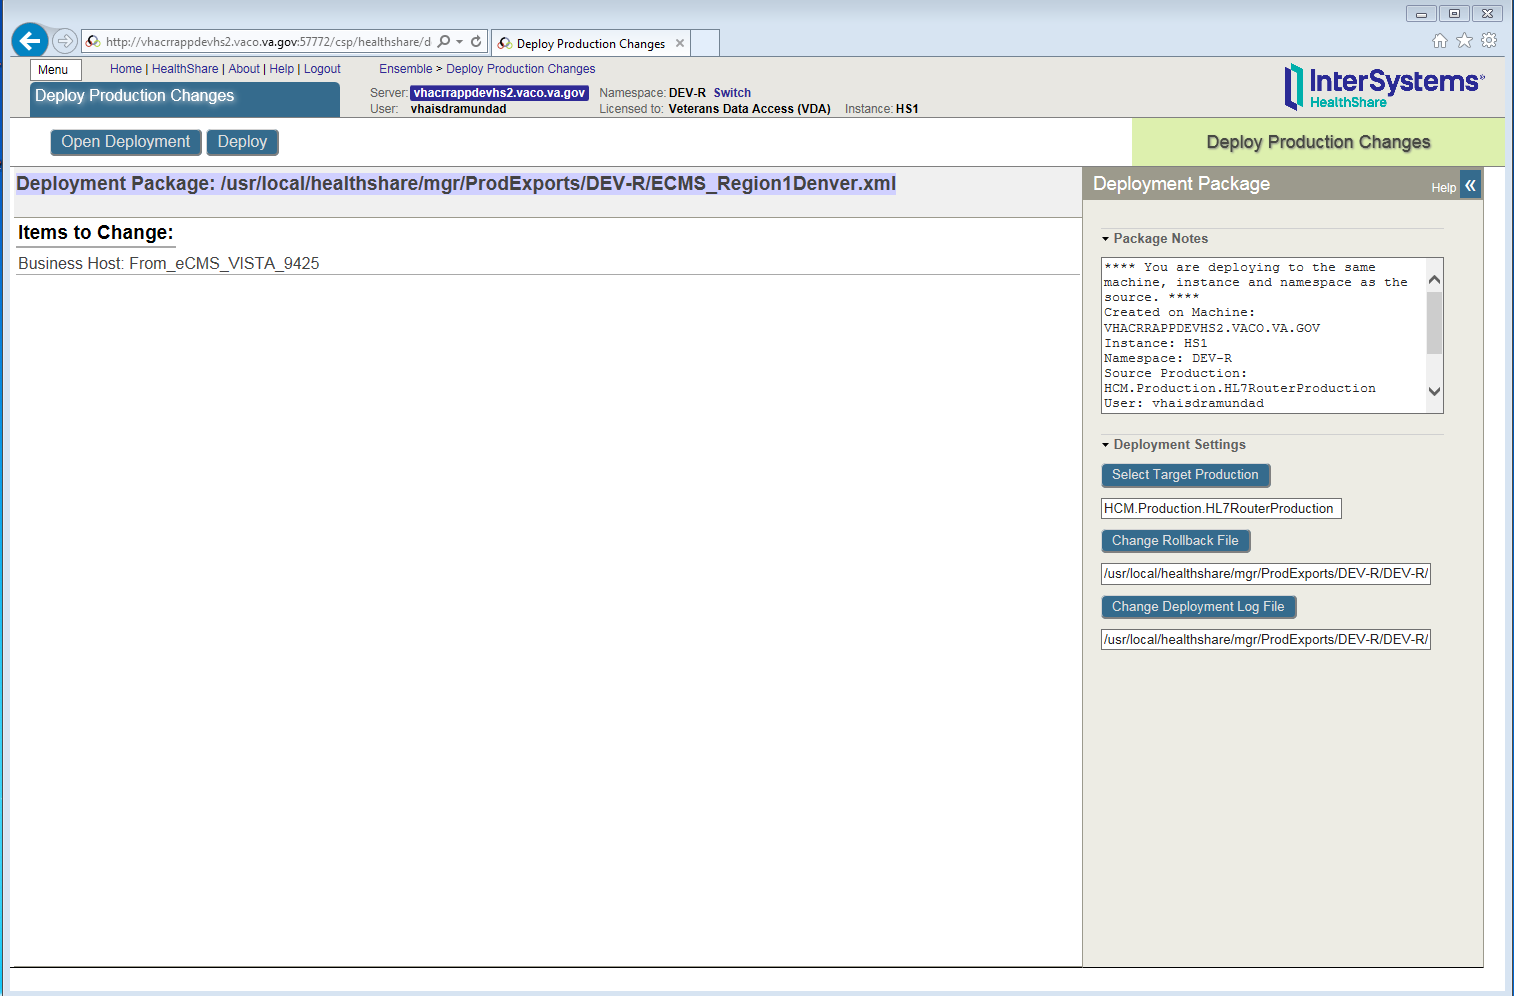 http://vhacrrappdevhs2.vaco.va.gov:57772/csp/healthshare/d
Deploy Production Changes
Menu
Home | HealthShare | About | Help | Logout
Ensemble > Deploy Production Changes
Deploy Production Changes
Server: vhacrrappdevhs2.vaco.va.gov Namespace: DEV-R Switch
User: vhaisdramundad Licensed to: Veterans Data Access (VDA) Instance: HS1
InterSystems®
HealthShare
Open Deployment
Deploy
Deploy Production Changes
Deployment Package: /usr/local/healthshare/mgr/ProdExports/DEV-R/ECMS_Region1Denver.xml
Items to Change:
Business Host: From_eCMS_VISTA_9425
Deployment Package
Help «
Package Notes
**** You are deploying to the same
machine, instance and namespace as the
source. ****
Created on Machine:
VHACRRAPPDEVHS2.VACO.VA.GOV
Instance: HS1
Namespace: DEV-R
Source Production:
HCM.Production.HL7RouterProduction
User: vhaisdramundad
Deployment Settings
Select Target Production
HCM.Production.HL7RouterProduction
Change Rollback File
/usr/local/healthshare/mgr/ProdExports/DEV-R/DEV-R/
Change Deployment Log File
/usr/local/healthshare/mgr/ProdExports/DEV-R/DEV-R/